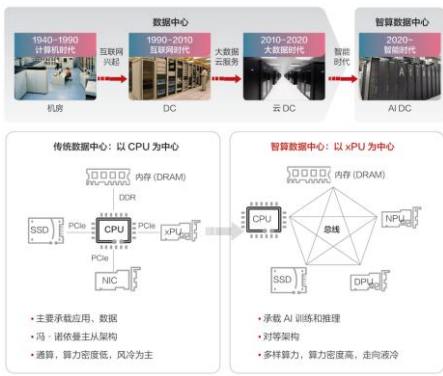 数据中心
智算数据中心
1940-1990
计算机时代
互联网
兴起
1990-2010
互联网时代
大数据
云服务
2010-2020
大数据时代
智能
时代
2020-
智能时代
机房
DC
云 DC
AI DC
传统数据中心：以 CPU 为中心
内存 (DRAM)
DDR
SSD
PCIe
CPU
PCIe
xPU
PCIe
NIC
• 主要承载应用、数据
• 冯·诺依曼主从架构
• 通算，算力密度低，风冷为主
智算数据中心：以 xPU 为中心
内存 (DRAM)
CPU
总线
NPU
SSD
DPU
• 承载 AI 训练和推理
• 对等架构
• 多样算力，算力密度高，走向液冷